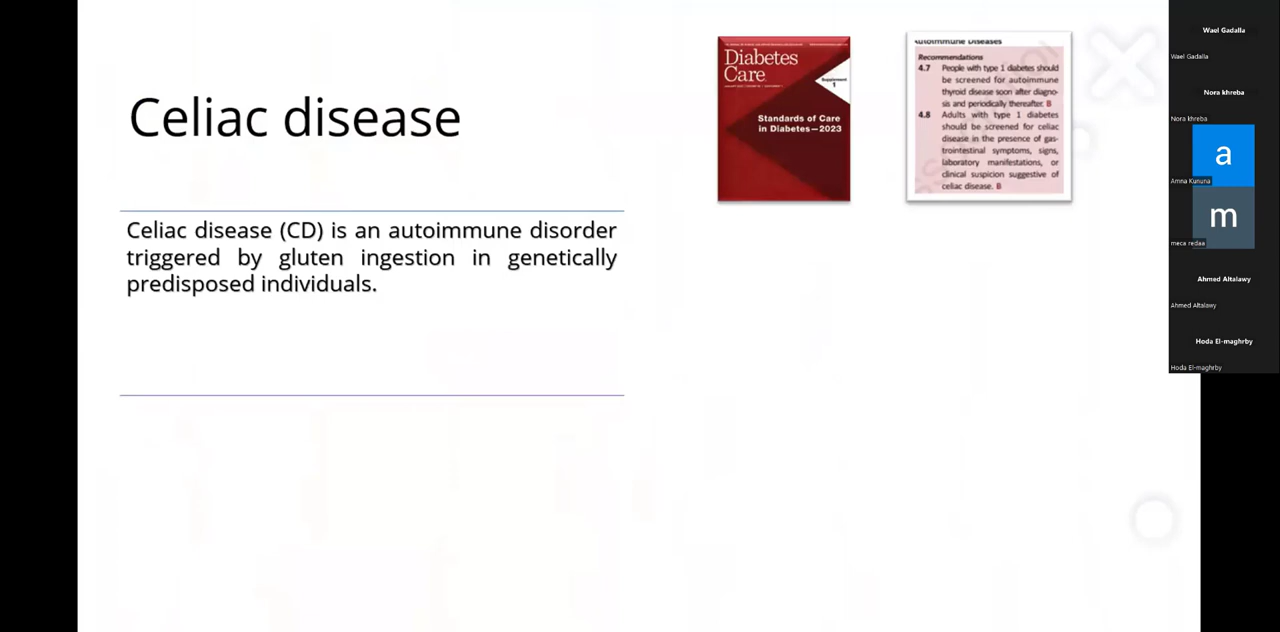 Celiac disease
Celiac disease (CD) is an autoimmune disorder
triggered by gluten ingestion in genetically
predisposed individuals.
Diabetes
Care
Supplement
1
Standards of Care
in Diabetes—2023
Autoimmune Diseases
Recommendations
4.7 People with type 1 diabetes should
be screened for autoimmune
thyroid disease soon after diagno-
sis and periodically thereafter. B
4.8 Adults with type 1 diabetes
should be screened for celiac
disease in the presence of gas-
trointestinal symptoms, signs,
laboratory manifestations, or
clinical suspicion suggestive of
celiac disease. B
Wael Gadalla
Wael Gadalla
Nora khreba
Nora khreba
a
Amna Kununa
m
meca redaa
Ahmed Altalawy
Ahmed Altalawy
Hoda El-maghrby
Hoda El-maghrby